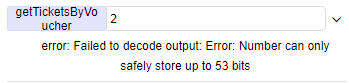 getTicketsByVo
ucher
2
error: Failed to decode output: Error: Number can only
safely store up to 53 bits